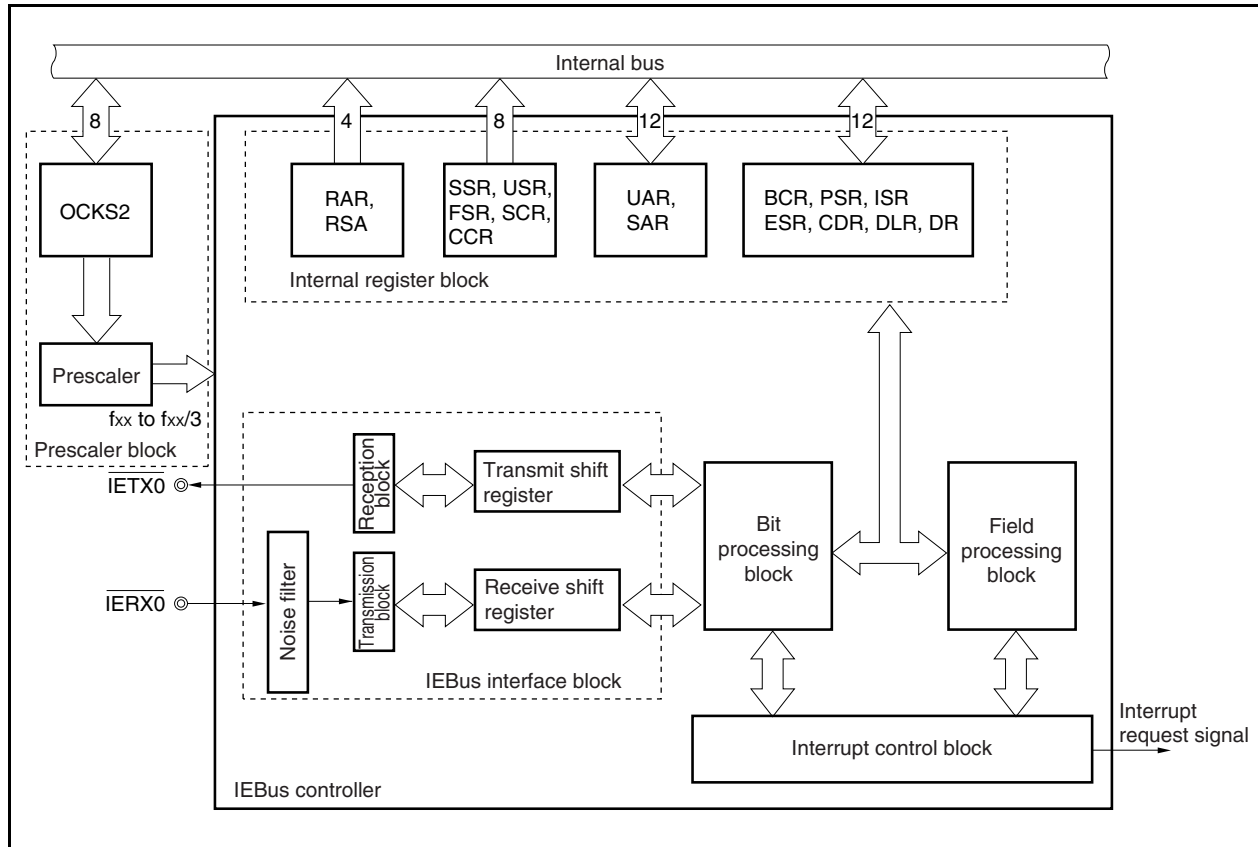 Internal bus
8
4
8
12
12
OCKS2
RAR,
RSA
SSR, USR,
FSR, SCR,
CCR
UAR,
SAR
BCR, PSR, ISR
ESR, CDR, DLR, DR
Internal register block
Prescaler
fxx to fxx/3
Prescaler block
IETX0
Reception
block
Transmit shift
register
Bit
processing
block
Field
processing
block
IERX0
Noise filter
Transmission
block
Receive shift
register
IEBus interface block
Interrupt control block
Interrupt
request signal
IEBus controller